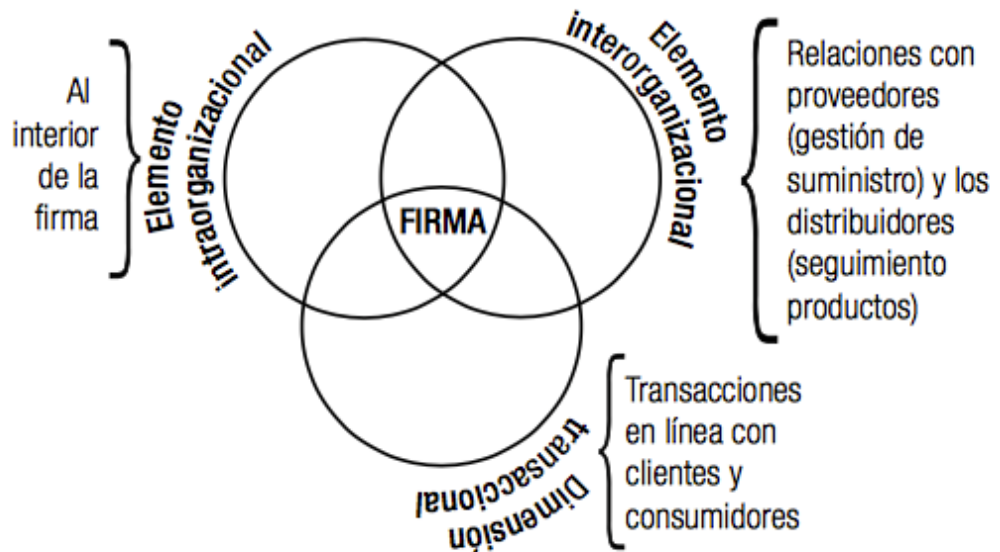 Al
interior
de la
firma
Elemento
intraorganizacional
Elemento
interorganizacional
Relaciones con
proveedores
(gestión de
suministro) y los
distribuidores
(seguimiento
productos)
FIRMA
Dimensión
transaccional
Transacciones
en línea con
clientes y
consumidores